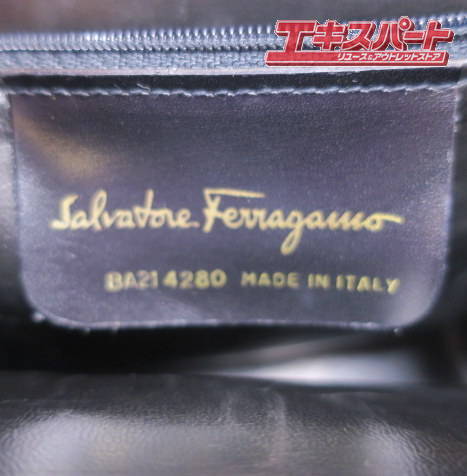 エキスパート
リユース&アウトレットストア
Salvatore Ferragamo
BA21 4280 MADE IN ITALY